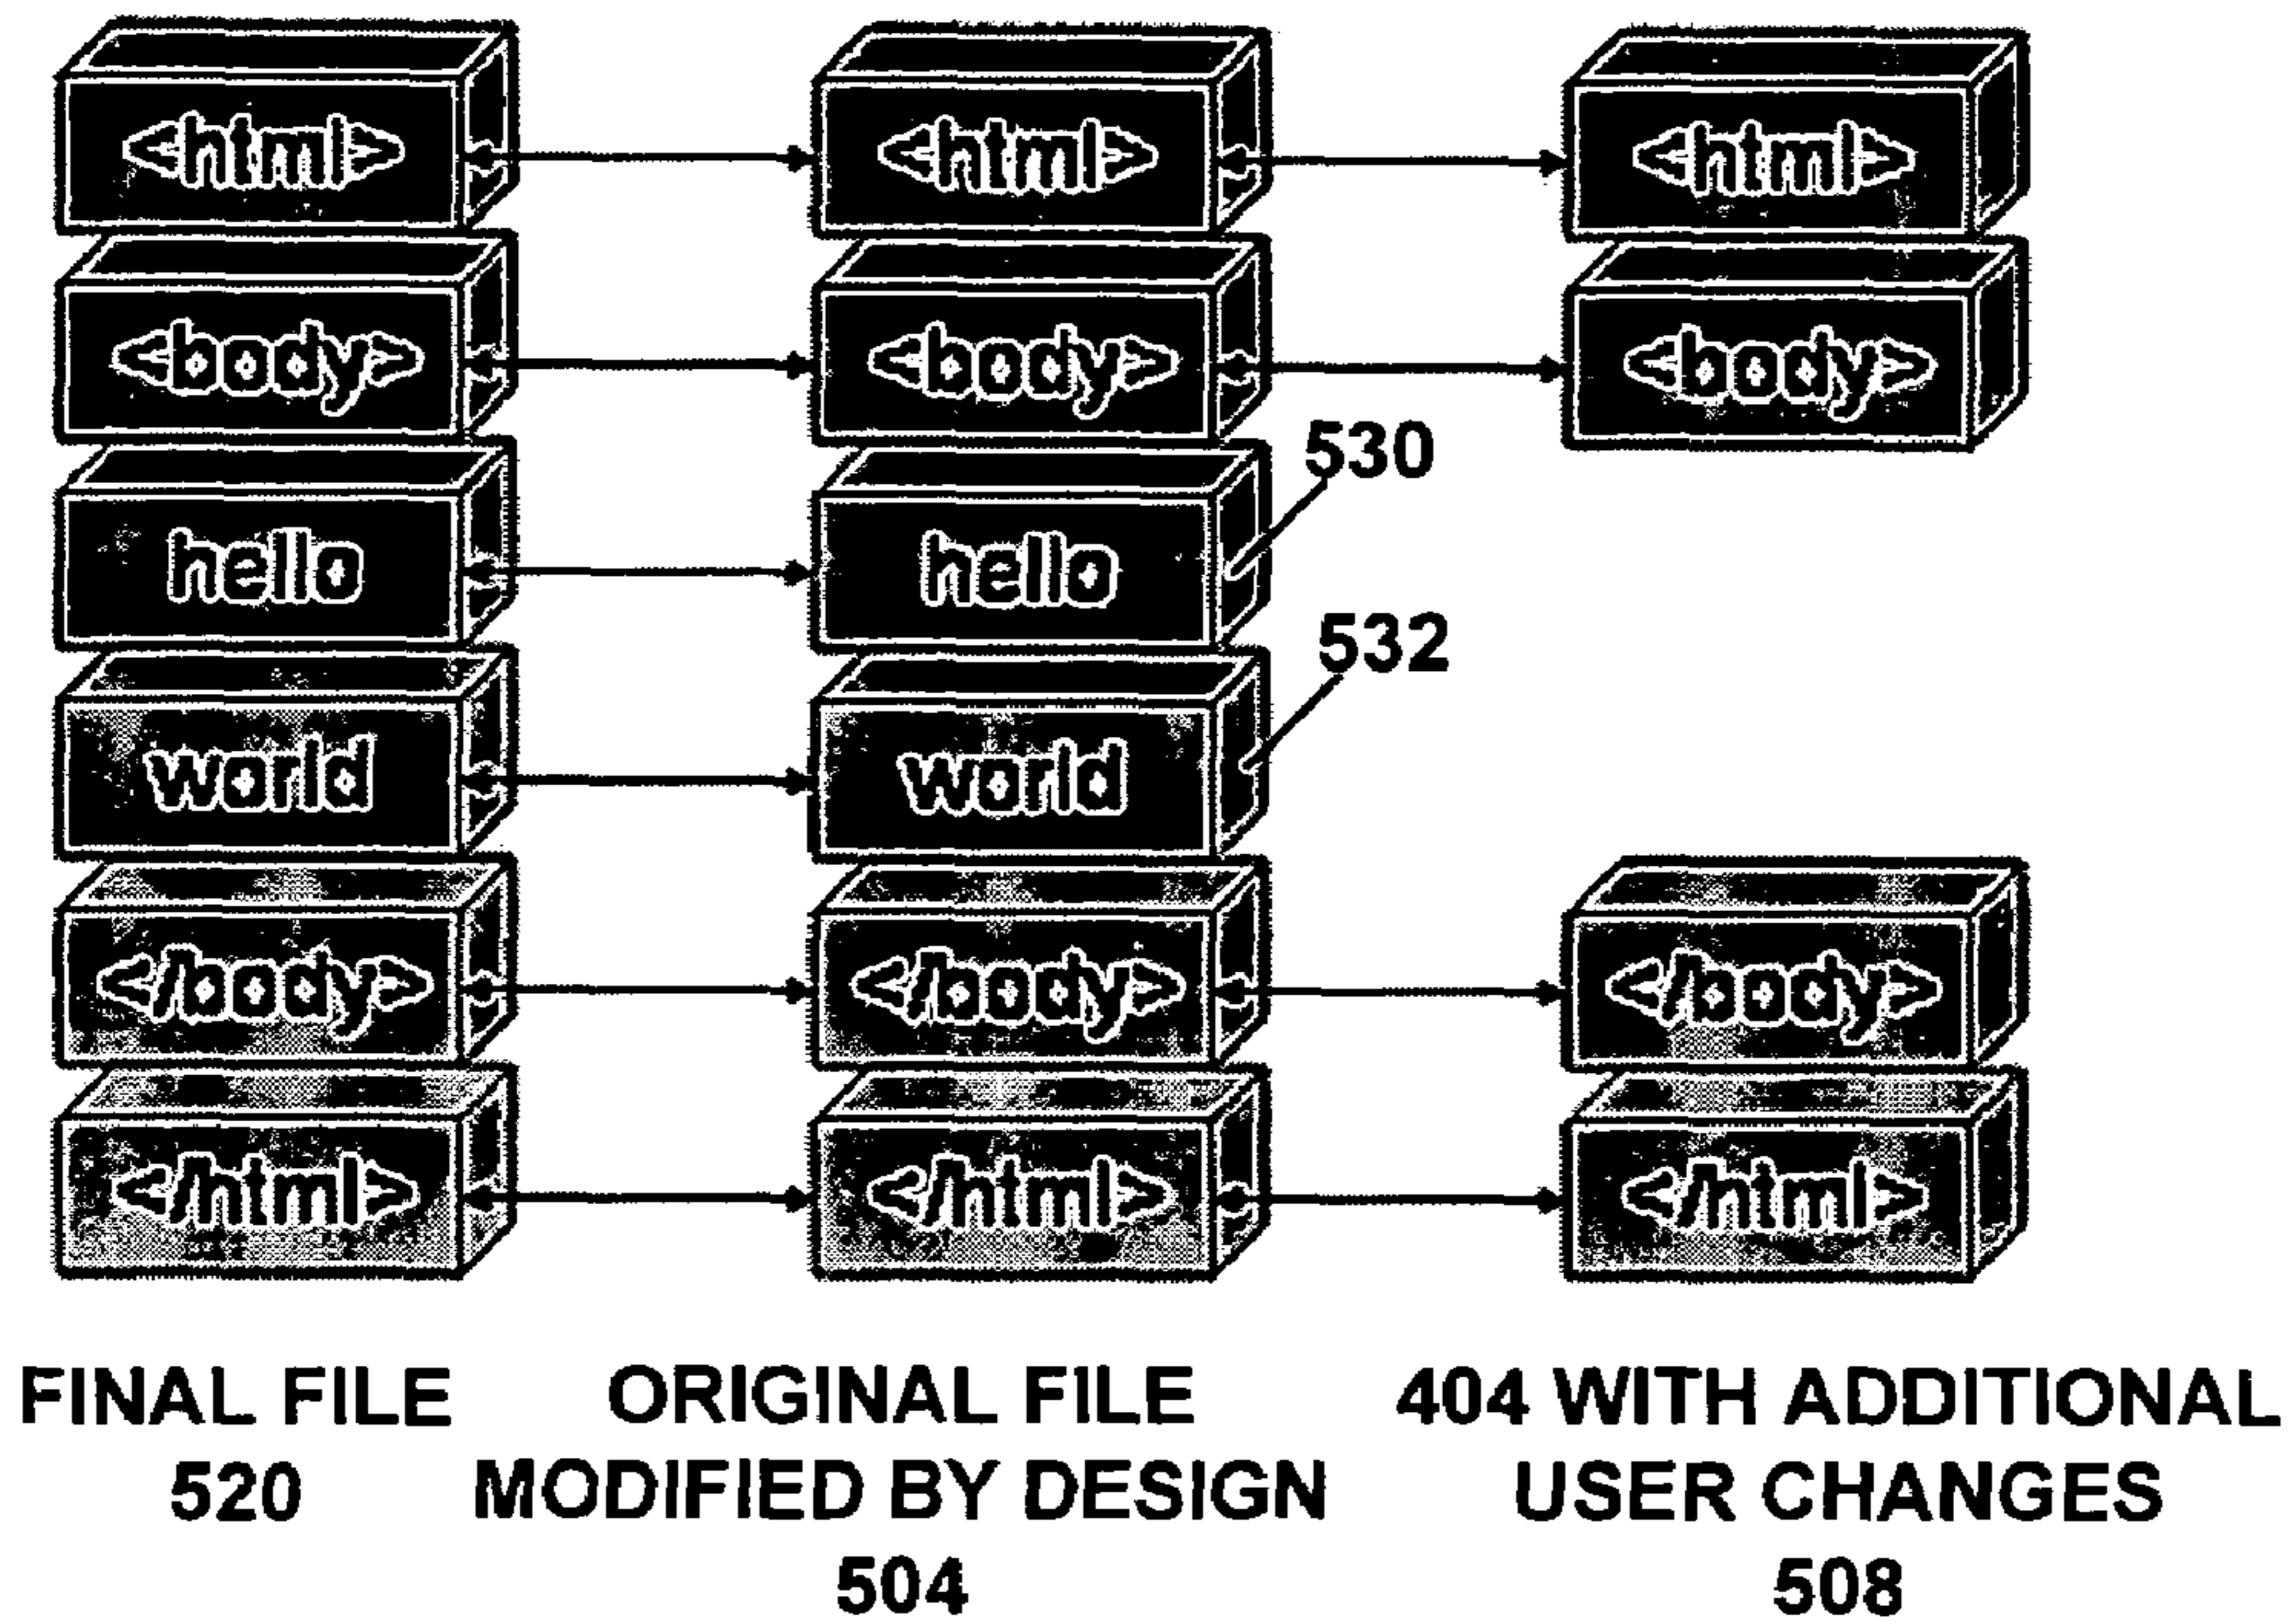 <html> <html> <html>
<body> <body> <body>
530
hello hello
532
world world
</body> </body> </body>
</html> </html> </html>
FINAL FILE ORIGINAL FILE 404 WITH ADDITIONAL
520 MODIFIED BY DESIGN USER CHANGES
504 508